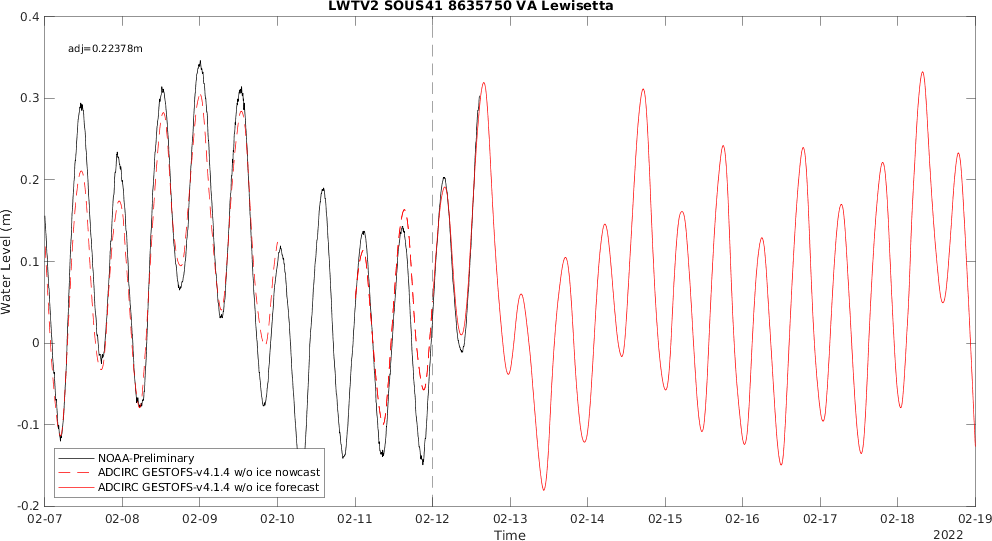 LWTV2 SOUS41 8635750 VA Lewisetta
adj=0.22378m
0.4
0.3
0.2
0.1
0
-0.1
-0.2
Water Level (m)
NOAA-Preliminary
ADCIRC GESTOFS-v4.1.4 w/o ice nowcast
ADCIRC GESTOFS-v4.1.4 w/o ice forecast
02-07 02-08 02-09 02-10 02-11 02-12 02-13 02-14 02-15 02-16 02-17 02-18 02-19
Time
2022